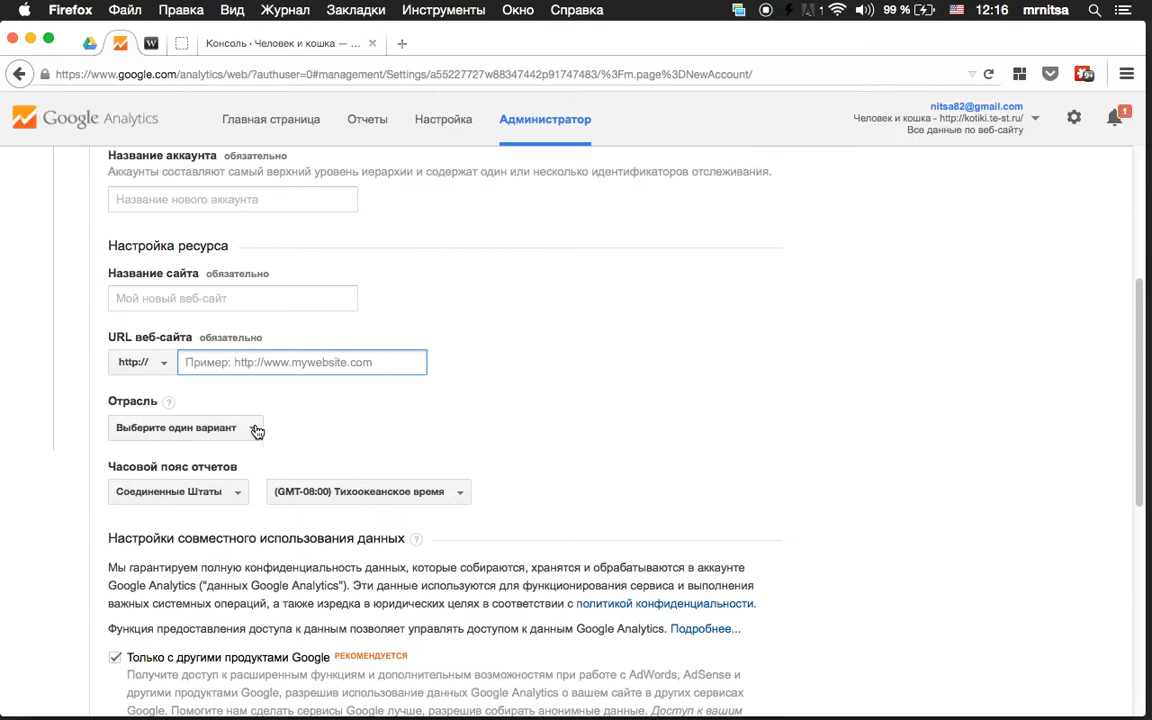 Firefox Файл Правка Вид Журнал Закладки Инструменты Окно Справка 1 99 % 12:16 mrnitsa
W Консоль ‹ Человек и кошка — ... × +
https://www.google.com/analytics/web/?authuser=0#management/Settings/a55227727w88347442p91747483/%3Fm.page%3DNewAccount/ 9+
Google Analytics Главная страница Отчеты Настройка Администратор
nitsa82@gmail.com
Человек и кошка - http://kotiki.te-st.ru/
Все данные по веб-сайту
1
Название аккаунта обязательно
Аккаунты составляют самый верхний уровень иерархии и содержат один или несколько идентификаторов отслеживания.
Название нового аккаунта
Настройка ресурса
Название сайта обязательно
Мой новый веб-сайт
URL веб-сайта обязательно
http:// Пример: http://www.mywebsite.com
Отрасль ?
Выберите один вариант
Часовой пояс отчетов
Соединенные Штаты (GMT-08:00) Тихоокеанское время
Настройки совместного использования данных ?
Мы гарантируем полную конфиденциальность данных, которые собираются, хранятся и обрабатываются в аккаунте
Google Analytics ("данных Google Analytics"). Эти данные используются для функционирования сервиса и выполнения
важных системных операций, а также изредка в юридических целях в соответствии с политикой конфиденциальности.
Функция предоставления доступа к данным позволяет управлять доступом к данным Google Analytics. Подробнее...
Только с другими продуктами Google РЕКОМЕНДУЕТСЯ
Получите доступ к расширенным функциям и дополнительным возможностям при работе с AdWords, AdSense и
другими продуктами Google, разрешив использование данных Google Analytics о вашем сайте в других сервисах
Google. Помогите нам сделать сервисы Google лучше, разрешив собирать анонимные данные. Доступ к вашим